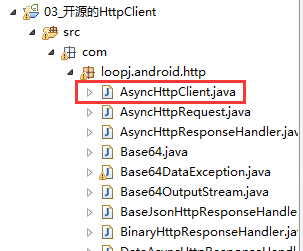 03_开源的HttpClient
src
com
loopj.android.http
AsyncHttpClient.java
AsyncHttpRequest.java
AsyncHttpResponseHandler.jav
Base64.java
Base64DataException.java
Base64OutputStream.java
BaseJsonHttpResponseHandler
BinaryHttpResponseHandler.ja